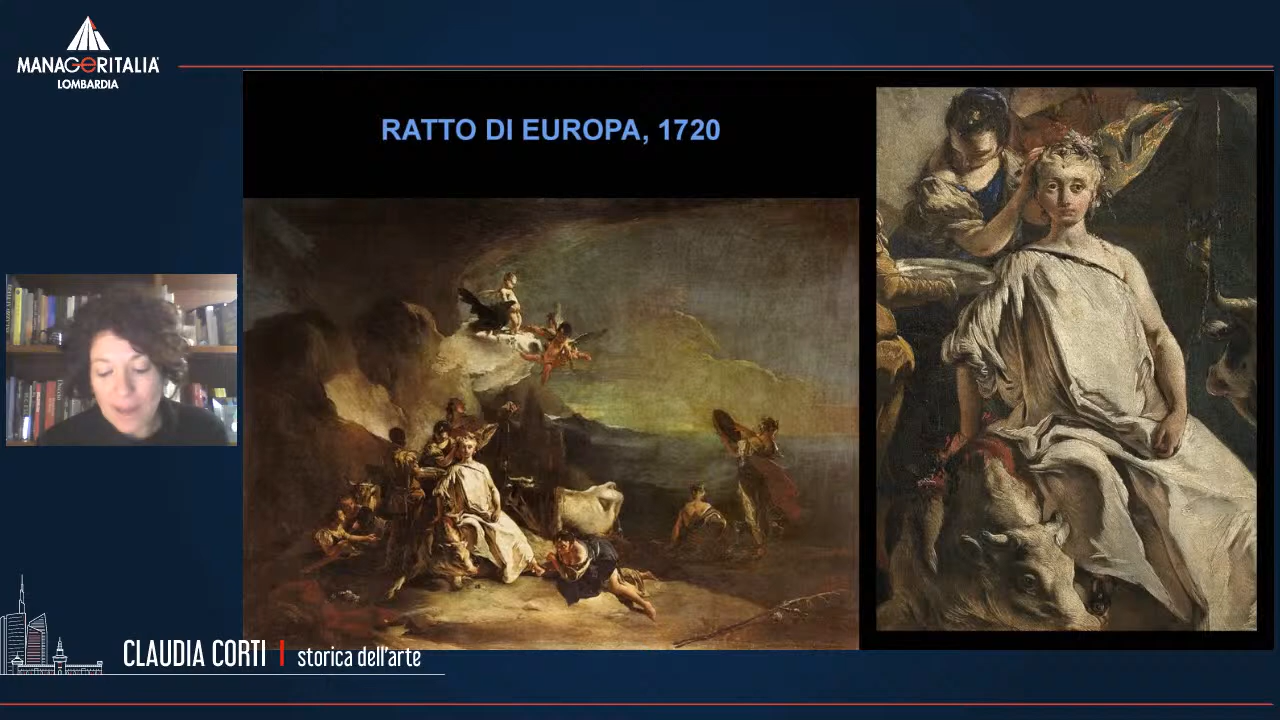 MANAGERITALIA
LOMBARDIA
RATTO DI EUROPA, 1720
CLAUDIA CORTI | storica dell'arte